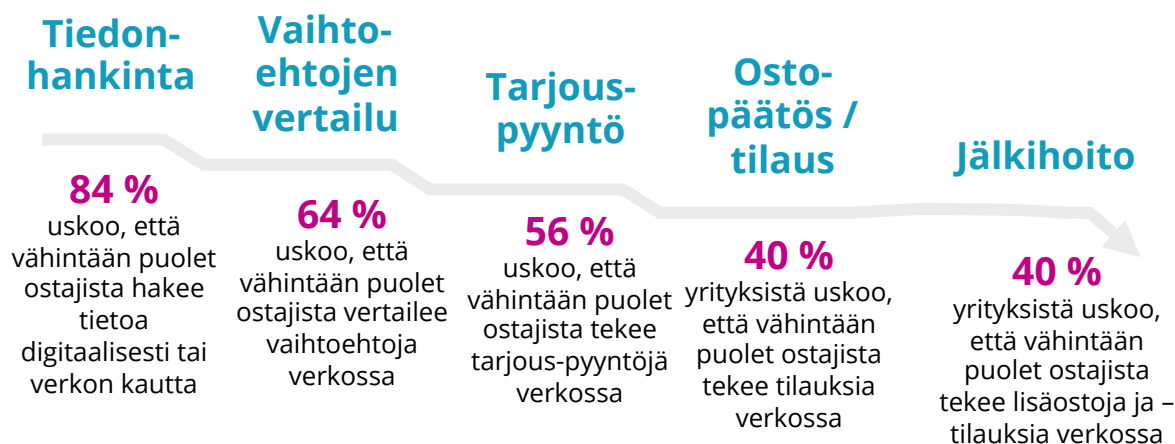 Tiedon-
hankinta
84 %
uskoo, että
vähintään puolet
ostajista hakee
tietoa
digitaalisesti tai
verkon kautta
Vaihto-
ehtojen
vertailu
64 %
uskoo, että
vähintään puolet
ostajista vertailee
vaihtoehtoja
verkossa
Tarjous-
pyyntö
56 %
uskoo, että
vähintään puolet
ostajista tekee
tarjous-pyyntöjä
verkossa
Osto-
päätös /
tilaus
40 %
yrityksistä uskoo,
että vähintään
puolet ostajista
tekee tilauksia
verkossa
Jälkihoito
40 %
yrityksistä uskoo,
että vähintään
puolet ostajista
tekee lisäostoja ja –
tilauksia verkossa